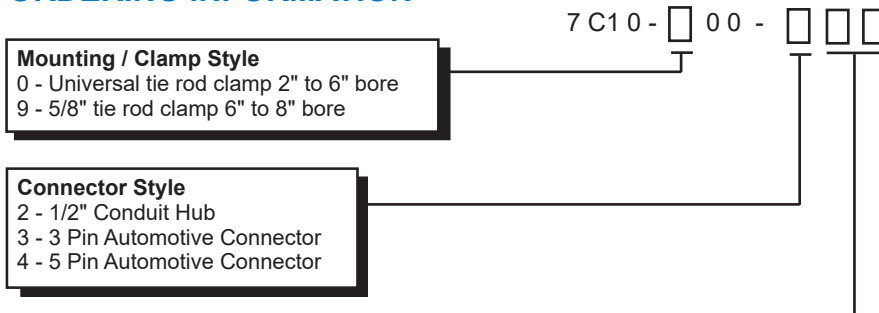 7 C1 0 - 0 0 -
Mounting / Clamp Style
0 - Universal tie rod clamp 2" to 6" bore
9 - 5/8" tie rod clamp 6" to 8" bore
Connector Style
2 - 1/2" Conduit Hub
3 - 3 Pin Automotive Connector
4 - 5 Pin Automotive Connector